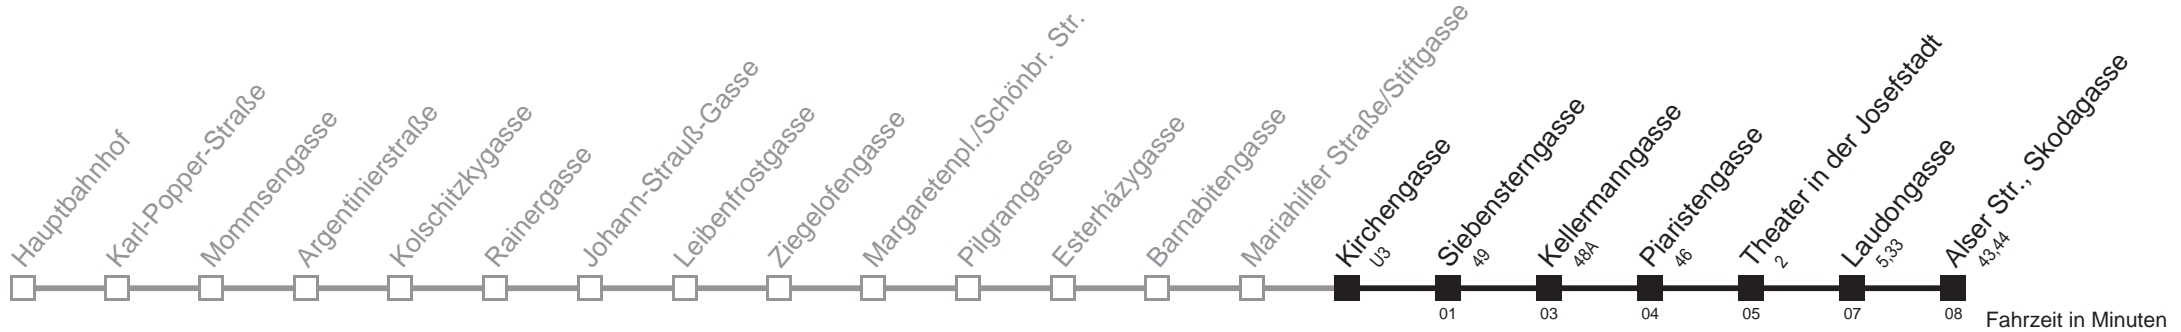 Hauptbahnhof
Karl-Popper-Straße
Mommsengasse
Argentinierstraße
Kolschitzkygasse
Rainergasse
Johann-Strauß-Gasse
Leibenfrostgasse
Ziegelofengasse
Margaretenpl./Schönbr. Str.
Pilgramgasse
Esterházygasse
Barnabitengasse
Mariahilfer Straße/Stiftgasse
Kirchengasse
U3
Siebensterngasse
49
Kellermanngasse
48A
Piaristengasse
46
Theater in der Josefstadt
2
Laudongasse
5,33
Alser Str., Skodagasse
43,44
01 03 04 05 07 08
Fahrzeit in Minuten